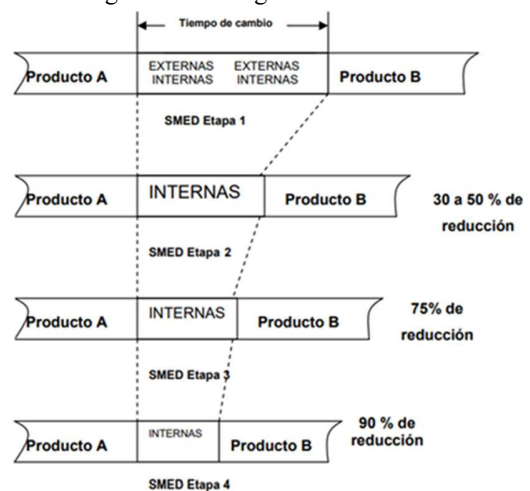 Tiempo de cambio
Producto A
EXTERNAS EXTERNAS
INTERNAS INTERNAS
Producto B
SMED Etapa 1
Producto A
INTERNAS
Producto B
30 a 50 % de
reducción
SMED Etapa 2
Producto A
INTERNAS
Producto B
75% de
reducción
SMED Etapa 3
Producto A
INTERNAS
Producto B
90 % de
reducción
SMED Etapa 4